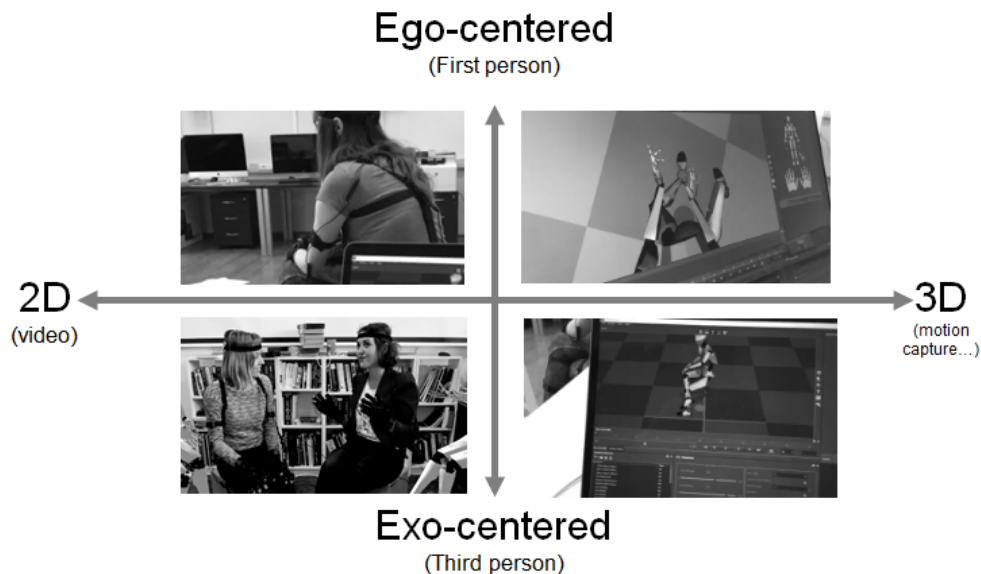 Ego-centered
(First person)
2D
(video)
3D
(motion
capture…)
Exo-centered
(Third person)